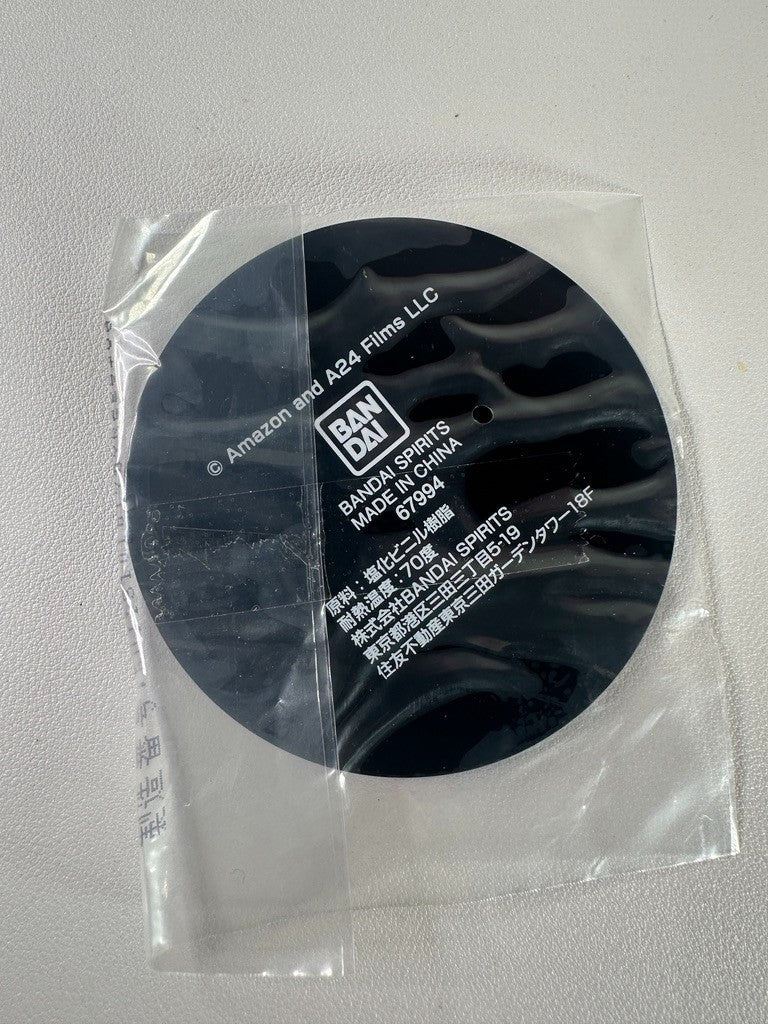 © Amazon and A24 Films LLC
BAN
DAI
BANDAI SPIRITS
MADE IN CHINA
67994
原料：塩化ビニル樹脂
耐熱温度：70度
株式会社BANDAI SPIRITS
東京都港区三田三丁目5-19
住友不動産東京三田ガーデンタワー18F